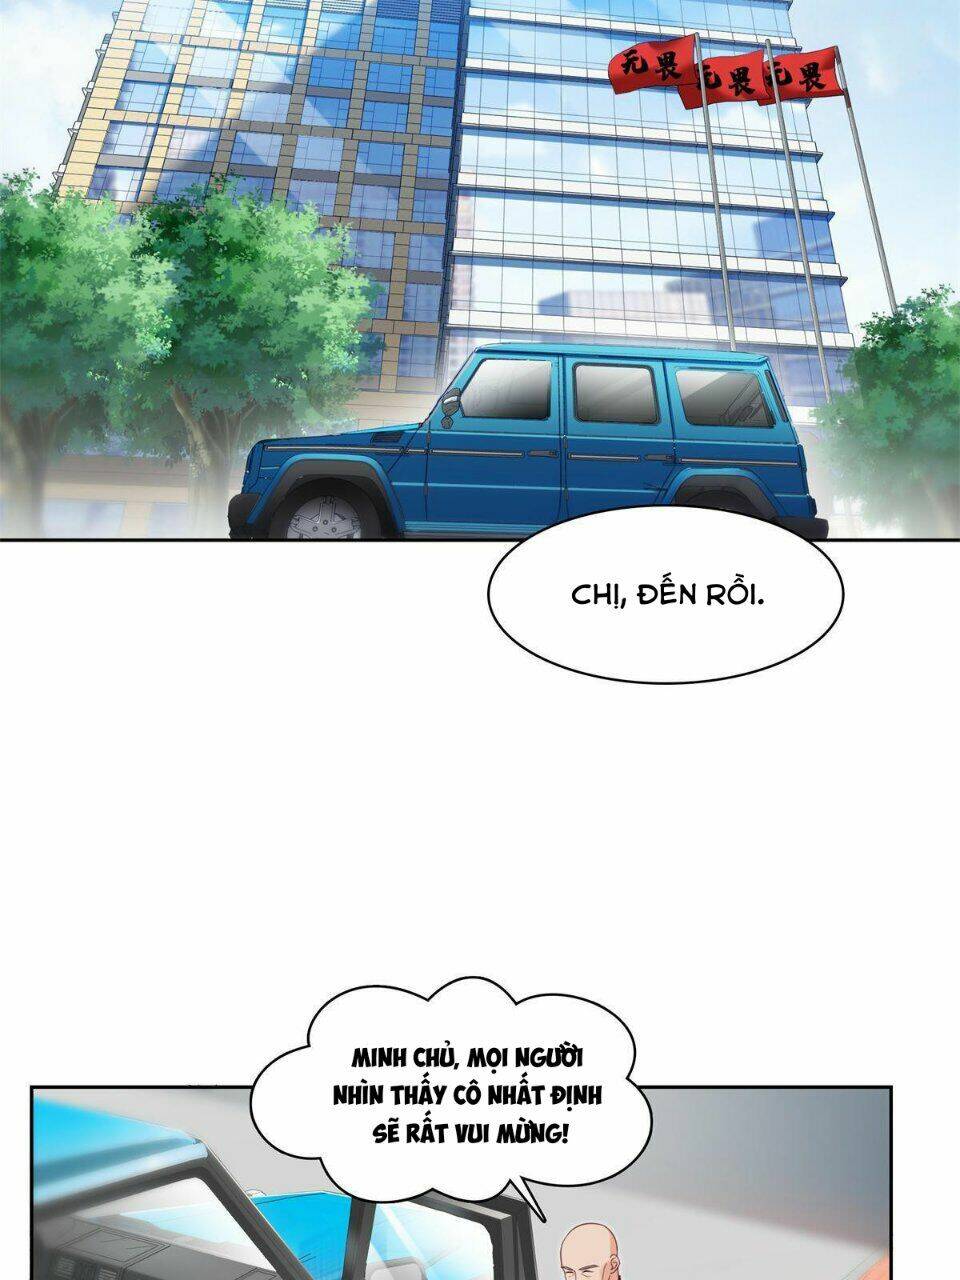 无畏
无畏
无畏
CHỊ, ĐẾN RỒI.
MINH CHỦ, MỌI NGƯỜI
NHÌN THẤY CÔ NHẤT ĐỊNH
SẼ RẤT VUI MỪNG!